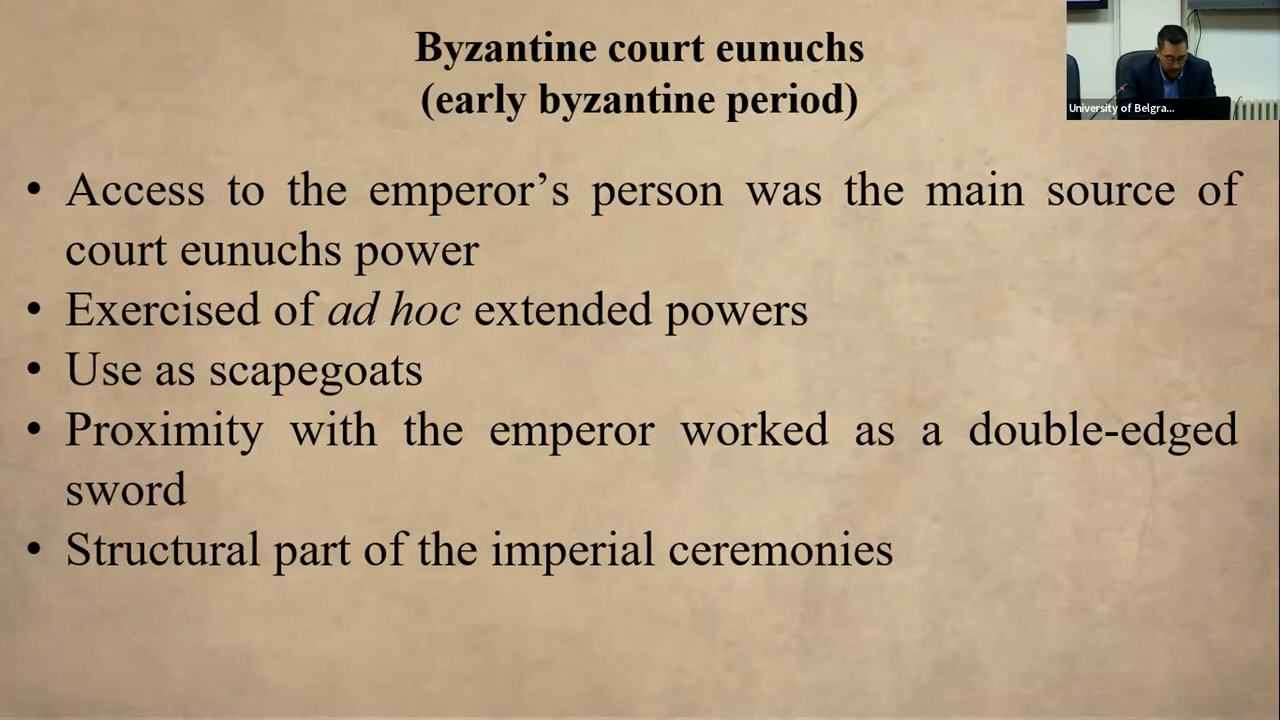 Byzantine court eunuchs
(early byzantine period)
University of Belgra...
• Access to the emperor’s person was the main source of
court eunuchs power
• Exercised of ad hoc extended powers
• Use as scapegoats
• Proximity with the emperor worked as a double-edged
sword
• Structural part of the imperial ceremonies